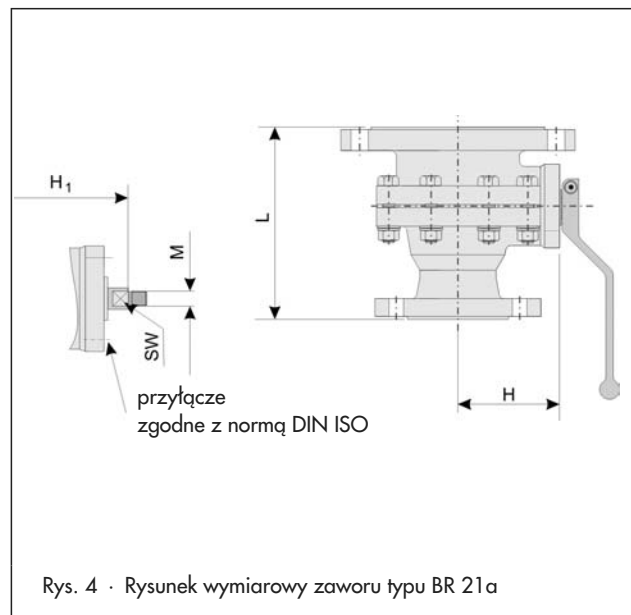 H1
M
SW
przyłącze
zgodne z normą DIN ISO
L
H
Rys. 4 · Rysunek wymiarowy zaworu typu BR 21a